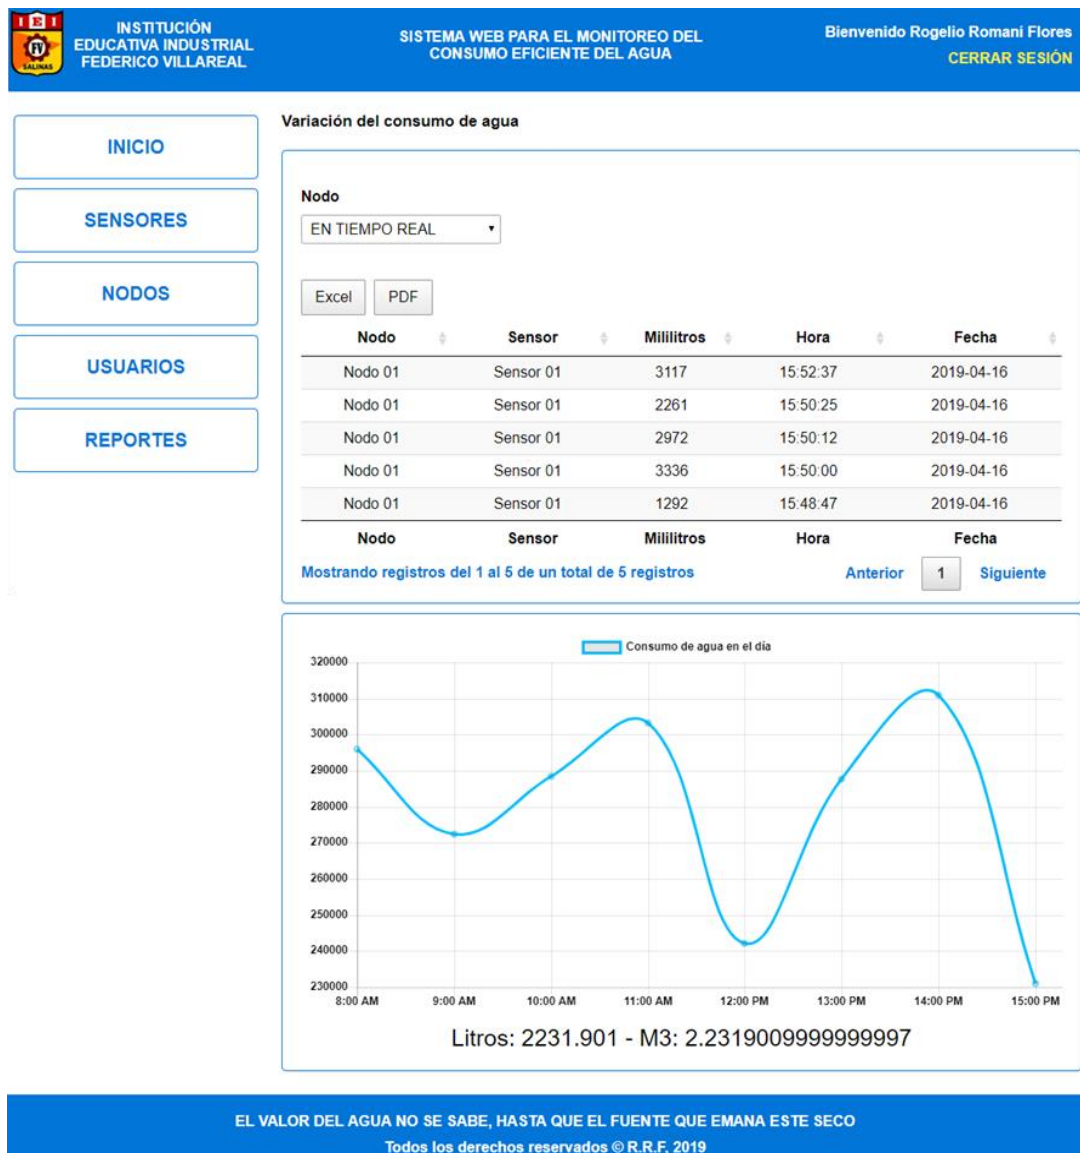 I E I
FV
SALINAS
INSTITUCIÓN
EDUCATIVA INDUSTRIAL
FEDERICO VILLAREAL
SISTEMA WEB PARA EL MONITOREO DEL
CONSUMO EFICIENTE DEL AGUA
Bienvenido Rogelio Romani Flores
CERRAR SESIÓN
INICIO
SENSORES
NODOS
USUARIOS
REPORTES
Variación del consumo de agua
Nodo
EN TIEMPO REAL
Excel PDF
Nodo Sensor Mililitros Hora Fecha
Nodo 01 Sensor 01 3117 15:52:37 2019-04-16
Nodo 01 Sensor 01 2261 15:50:25 2019-04-16
Nodo 01 Sensor 01 2972 15:50:12 2019-04-16
Nodo 01 Sensor 01 3336 15:50:00 2019-04-16
Nodo 01 Sensor 01 1292 15:48:47 2019-04-16
Nodo Sensor Mililitros Hora Fecha
Mostrando registros del 1 al 5 de un total de 5 registros Anterior 1 Siguiente
Consumo de agua en el día
320000
310000
300000
290000
280000
270000
260000
250000
240000
230000
8:00 AM 9:00 AM 10:00 AM 11:00 AM 12:00 PM 13:00 PM 14:00 PM 15:00 PM
Litros: 2231.901 - M3: 2.2319009999999997
EL VALOR DEL AGUA NO SE SABE, HASTA QUE EL FUENTE QUE EMANA ESTE SECO
Todos los derechos reservados © R.R.F, 2019